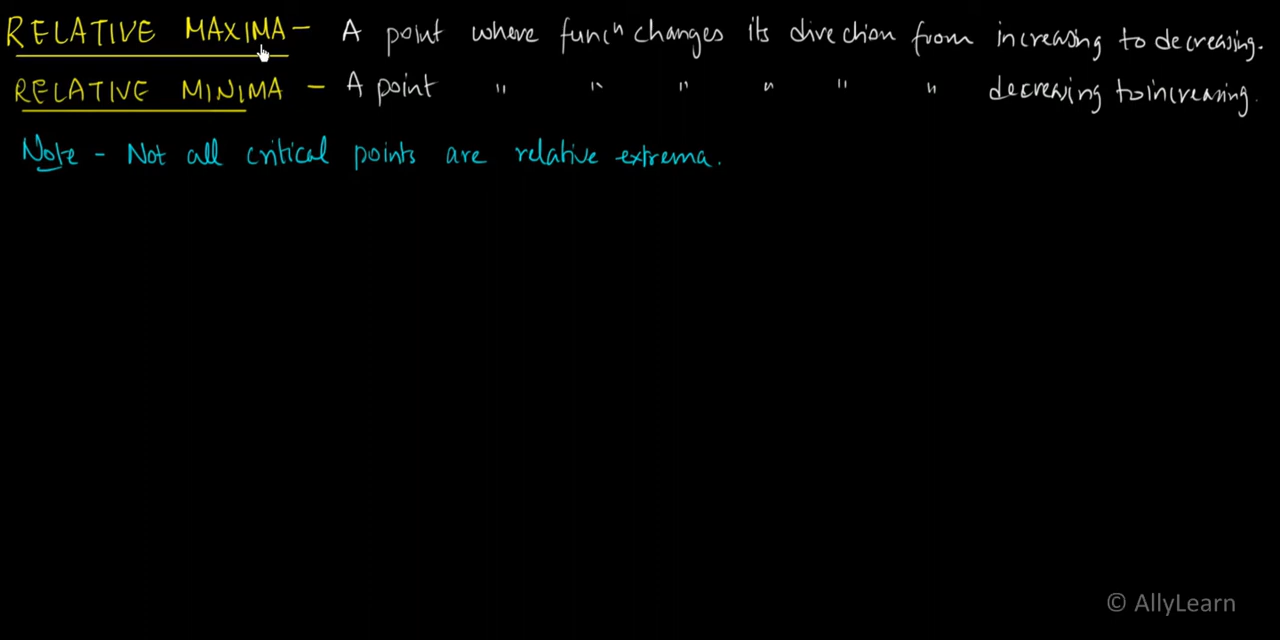 RELATIVE MAXIMA - A point where funcⁿ changes its direction from increasing to decreasing.
RELATIVE MINIMA - A point " " " " " " decreasing to increasing.
Note - Not all critical points are relative extrema.
© AllyLearn